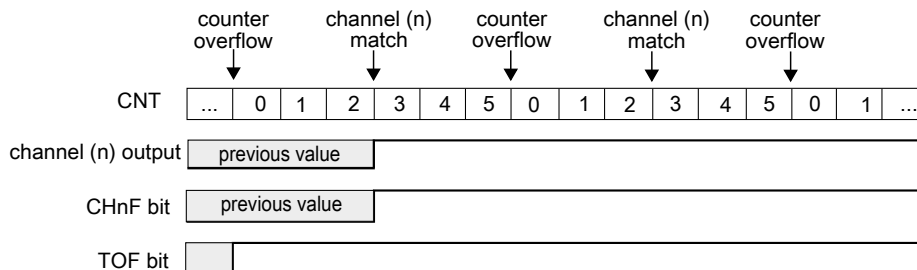 counter overflow
channel (n) match
counter overflow
channel (n) match
counter overflow
CNT ... 0 1 2 3 4 5 0 1 2 3 4 5 0 1 ...
channel (n) output previous value
CHnF bit previous value
TOF bit